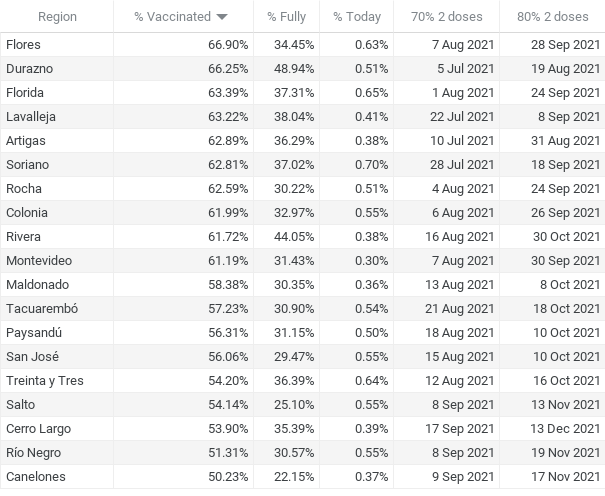 Region % Vaccinated % Fully % Today 70% 2 doses 80% 2 doses
Flores 66.90% 34.45% 0.63% 7 Aug 2021 28 Sep 2021
Durazno 66.25% 48.94% 0.51% 5 Jul 2021 19 Aug 2021
Florida 63.39% 37.31% 0.65% 1 Aug 2021 24 Sep 2021
Lavalleja 63.22% 38.04% 0.41% 22 Jul 2021 8 Sep 2021
Artigas 62.89% 36.29% 0.38% 10 Jul 2021 31 Aug 2021
Soriano 62.81% 37.02% 0.70% 28 Jul 2021 18 Sep 2021
Rocha 62.59% 30.22% 0.51% 4 Aug 2021 24 Sep 2021
Colonia 61.99% 32.97% 0.55% 6 Aug 2021 26 Sep 2021
Rivera 61.72% 44.05% 0.38% 16 Aug 2021 30 Oct 2021
Montevideo 61.19% 31.43% 0.30% 7 Aug 2021 30 Sep 2021
Maldonado 58.38% 30.35% 0.36% 13 Aug 2021 8 Oct 2021
Tacuarembó 57.23% 30.90% 0.54% 21 Aug 2021 18 Oct 2021
Paysandú 56.31% 31.15% 0.50% 18 Aug 2021 10 Oct 2021
San José 56.06% 29.47% 0.55% 15 Aug 2021 10 Oct 2021
Treinta y Tres 54.20% 36.39% 0.64% 12 Aug 2021 16 Oct 2021
Salto 54.14% 25.10% 0.55% 8 Sep 2021 13 Nov 2021
Cerro Largo 53.90% 35.39% 0.39% 17 Sep 2021 13 Dec 2021
Río Negro 51.31% 30.57% 0.55% 8 Sep 2021 19 Nov 2021
Canelones 50.23% 22.15% 0.37% 9 Sep 2021 17 Nov 2021